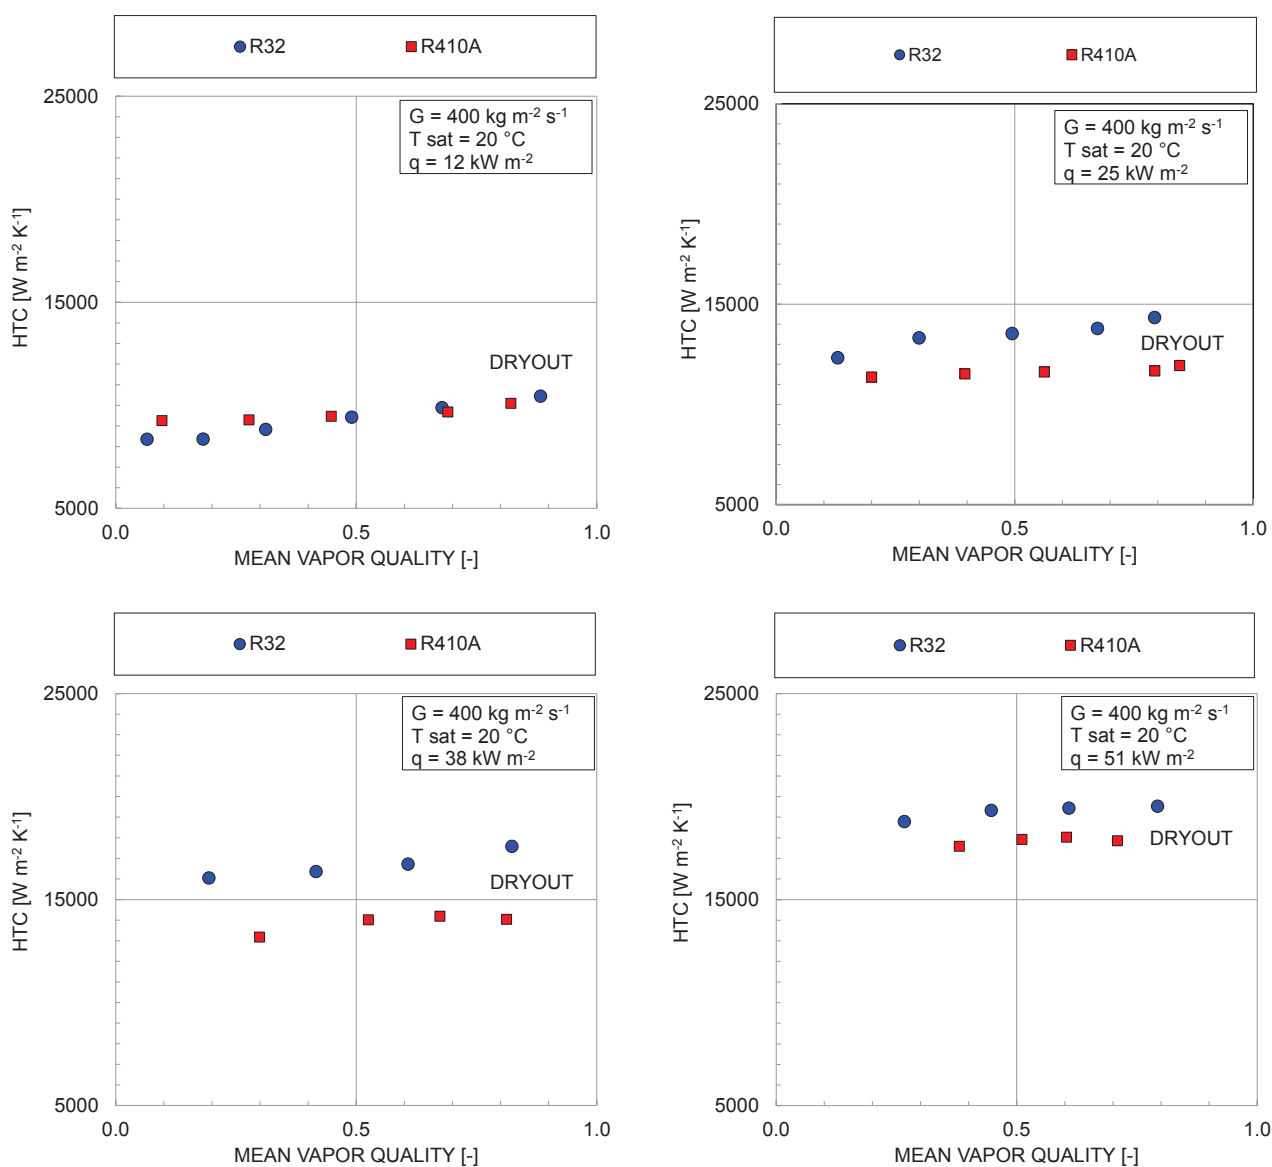 R32 R410A
25000
G = 400 kg m-2 s-1
T sat = 20 °C
q = 12 kW m-2
HTC [W m-2 K-1]
15000
DRYOUT
5000
0.0 0.5 1.0
MEAN VAPOR QUALITY [-]
R32 R410A
25000
G = 400 kg m-2 s-1
T sat = 20 °C
q = 25 kW m-2
HTC [W m-2 K-1]
15000
DRYOUT
5000
0.0 0.5 1.0
MEAN VAPOR QUALITY [-]
R32 R410A
25000
G = 400 kg m-2 s-1
T sat = 20 °C
q = 38 kW m-2
HTC [W m-2 K-1]
15000
DRYOUT
5000
0.0 0.5 1.0
MEAN VAPOR QUALITY [-]
R32 R410A
25000
G = 400 kg m-2 s-1
T sat = 20 °C
q = 51 kW m-2
HTC [W m-2 K-1]
15000
DRYOUT
5000
0.0 0.5 1.0
MEAN VAPOR QUALITY [-]